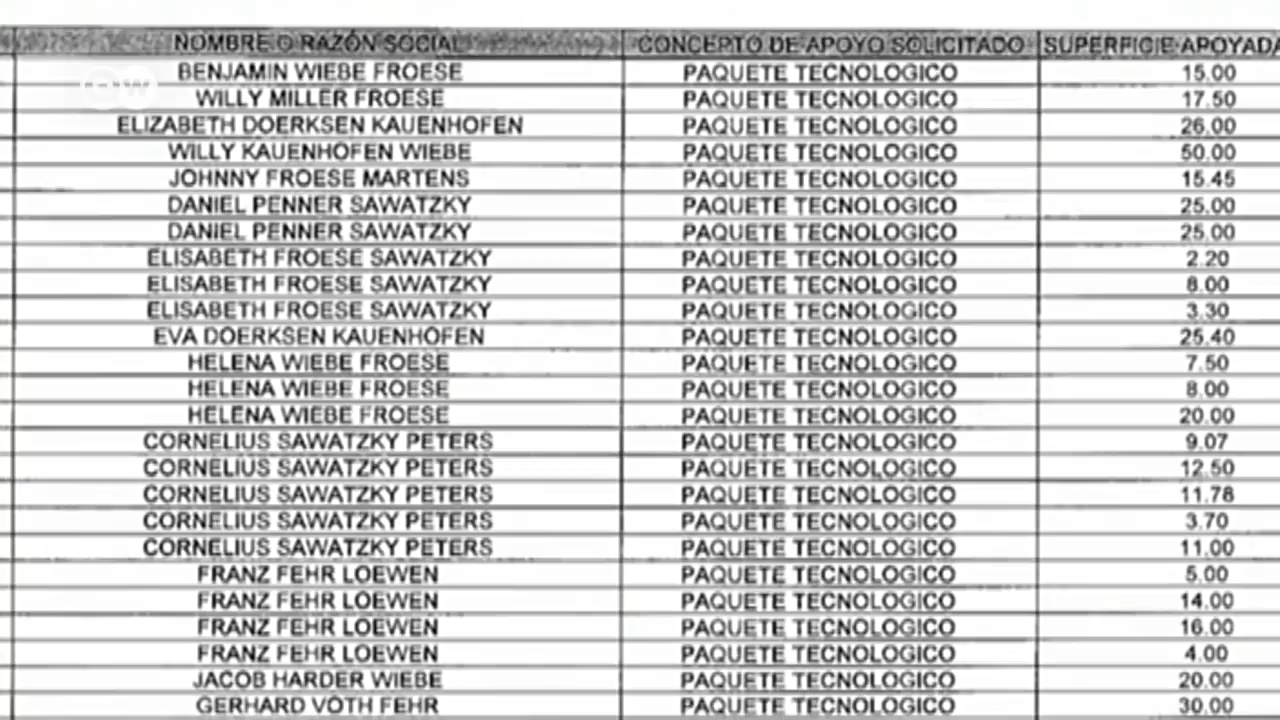 NOMBRE O RAZÓN SOCIAL CONCEPTO DE APOYO SOLICITADO SUPERFICIE APOYADA
BENJAMIN WIEBE FROESE PAQUETE TECNOLOGICO 15.00
WILLY MILLER FROESE PAQUETE TECNOLOGICO 17.50
ELIZABETH DOERKSEN KAUENHOFEN PAQUETE TECNOLOGICO 26.00
WILLY KAUENHOFEN WIEBE PAQUETE TECNOLOGICO 50.00
JOHNNY FROESE MARTENS PAQUETE TECNOLOGICO 15.45
DANIEL PENNER SAWATZKY PAQUETE TECNOLOGICO 25.00
DANIEL PENNER SAWATZKY PAQUETE TECNOLOGICO 25.00
ELISABETH FROESE SAWATZKY PAQUETE TECNOLOGICO 2.20
ELISABETH FROESE SAWATZKY PAQUETE TECNOLOGICO 8.00
ELISABETH FROESE SAWATZKY PAQUETE TECNOLOGICO 3.30
EVA DOERKSEN KAUENHOFEN PAQUETE TECNOLOGICO 25.40
HELENA WIEBE FROESE PAQUETE TECNOLOGICO 7.50
HELENA WIEBE FROESE PAQUETE TECNOLOGICO 8.00
HELENA WIEBE FROESE PAQUETE TECNOLOGICO 20.00
CORNELIUS SAWATZKY PETERS PAQUETE TECNOLOGICO 9.07
CORNELIUS SAWATZKY PETERS PAQUETE TECNOLOGICO 12.50
CORNELIUS SAWATZKY PETERS PAQUETE TECNOLOGICO 11.78
CORNELIUS SAWATZKY PETERS PAQUETE TECNOLOGICO 3.70
CORNELIUS SAWATZKY PETERS PAQUETE TECNOLOGICO 11.00
FRANZ FEHR LOEWEN PAQUETE TECNOLOGICO 5.00
FRANZ FEHR LOEWEN PAQUETE TECNOLOGICO 14.00
FRANZ FEHR LOEWEN PAQUETE TECNOLOGICO 16.00
FRANZ FEHR LOEWEN PAQUETE TECNOLOGICO 4.00
JACOB HARDER WIEBE PAQUETE TECNOLOGICO 20.00
GERHARD VOTH FEHR PAQUETE TECNOLOGICO 30.00